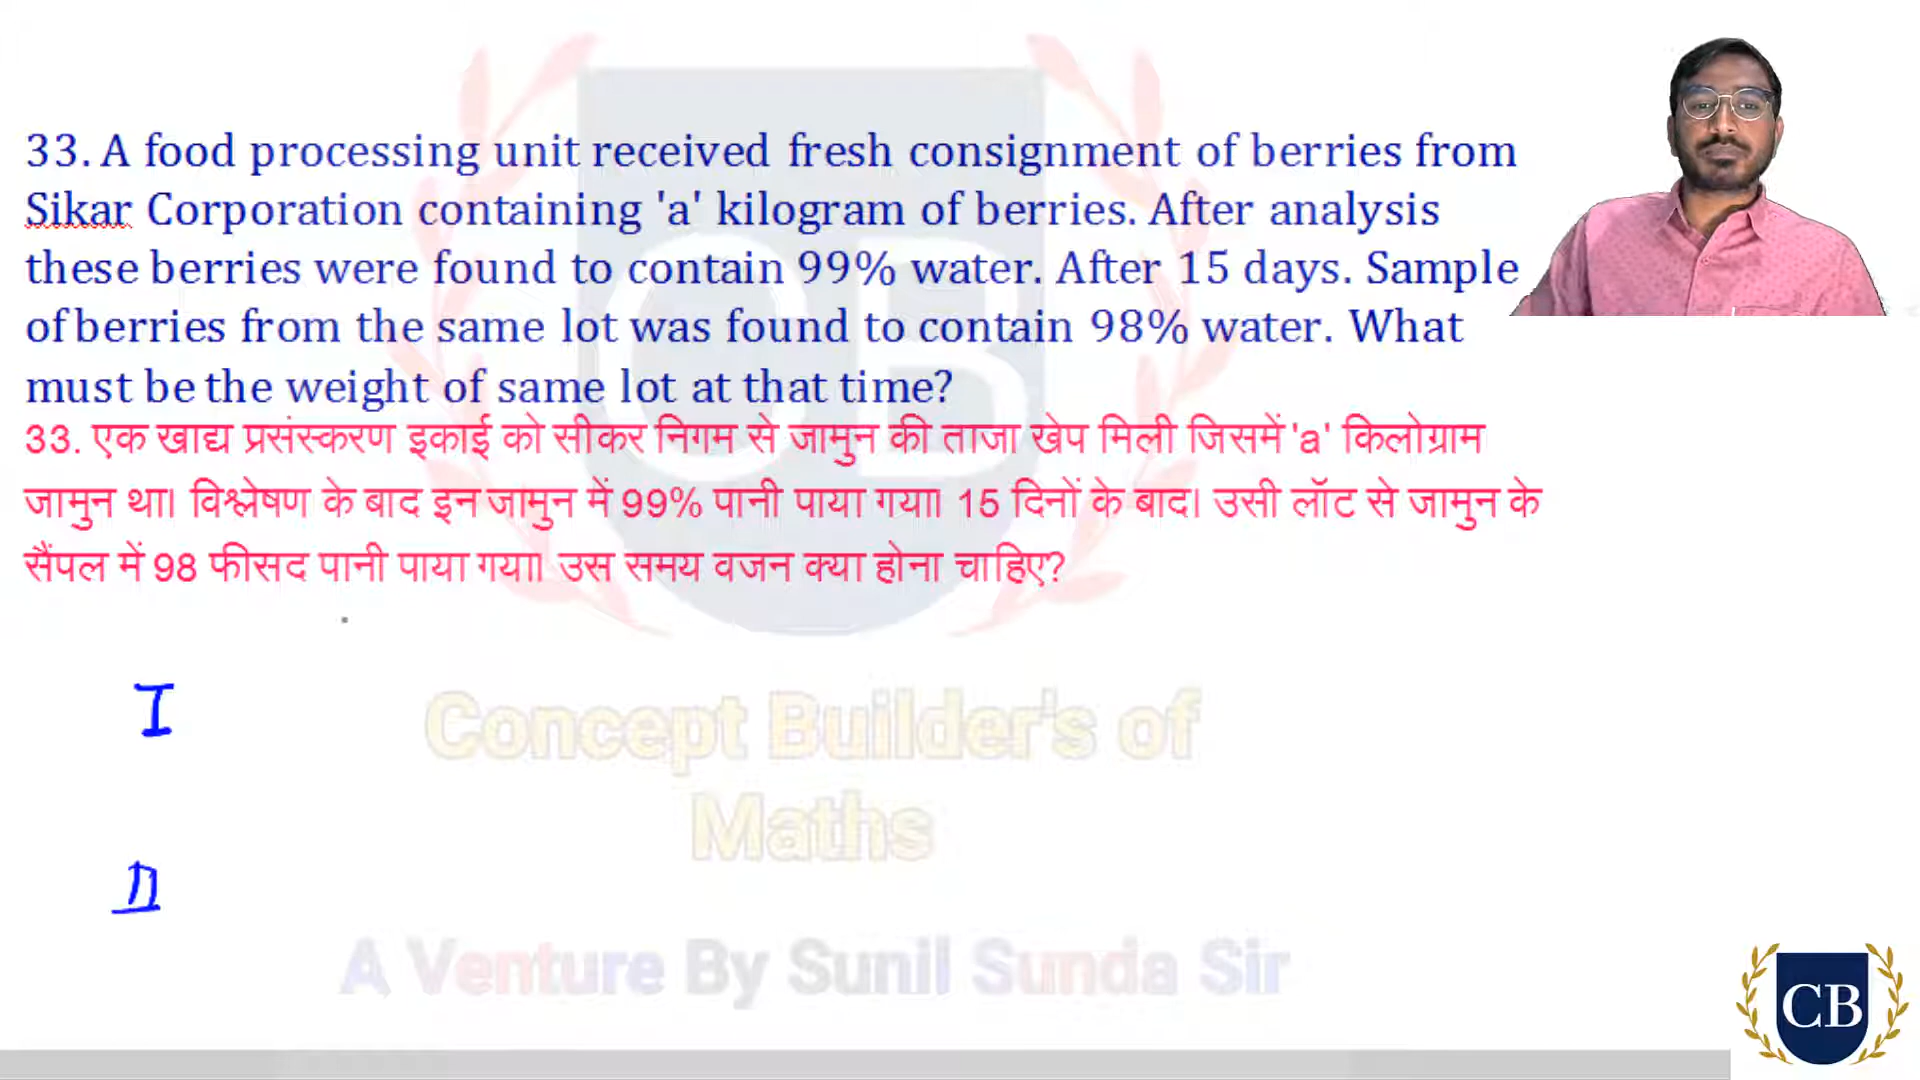 33. A food processing unit received fresh consignment of berries from
Sikar Corporation containing 'a' kilogram of berries. After analysis
these berries were found to contain 99% water. After 15 days. Sample
of berries from the same lot was found to contain 98% water. What
must be the weight of same lot at that time?
33. एक खाद्य प्रसंस्करण इकाई को सीकर निगम से जामुन की ताजा खेप मिली जिसमें 'a' किलोग्राम
जामुन था। विश्लेषण के बाद इन जामुन में 99% पानी पाया गया। 15 दिनों के बाद। उसी लॉट से जामुन के
सैंपल में 98 फीसद पानी पाया गया। उस समय वजन क्या होना चाहिए?
I
Concept Builder's of
Maths
II
A Venture By Sunil Sunda Sir
CB
CB